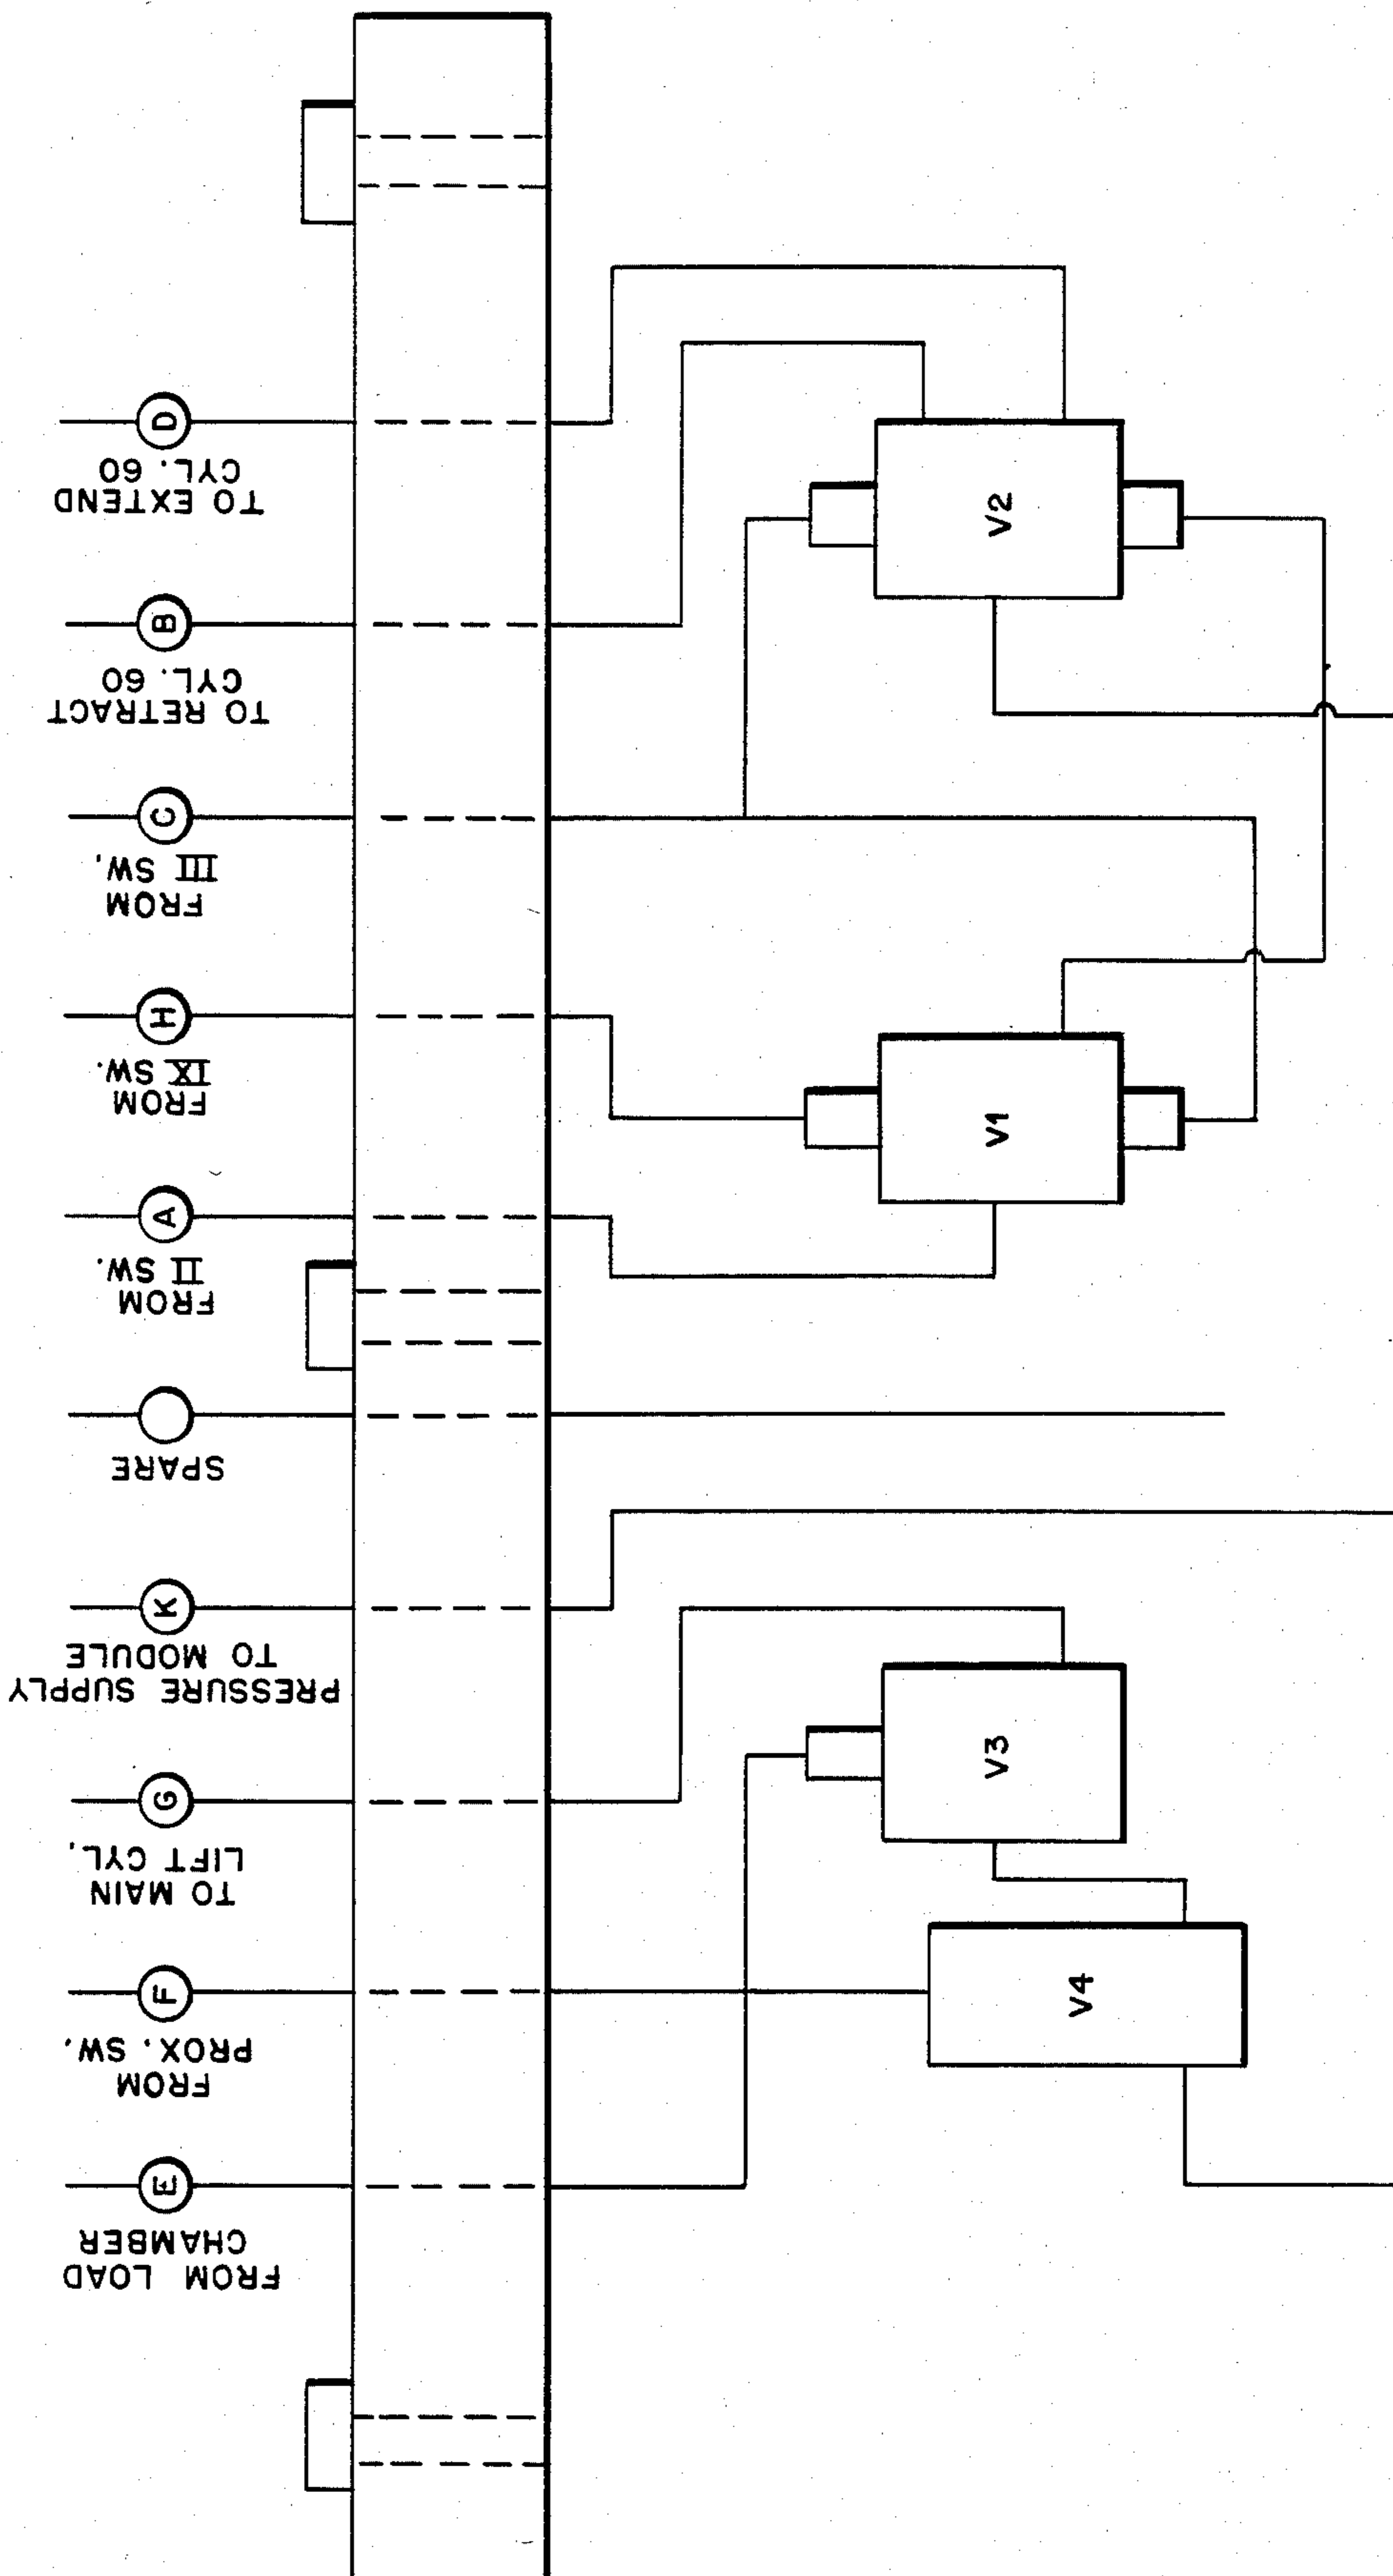 FROM LOAD
CHAMBER
E
FROM
PROX. SW.
F
TO MAIN
LIFT CYL.
G
PRESSURE SUPPLY
TO MODULE
K
SPARE
FROM
II SW.
A
FROM
IX SW.
H
FROM
III SW.
C
TO RETRACT
CYL. 60
B
TO EXTEND
CYL. 60
D
V4
V3
V1
V2